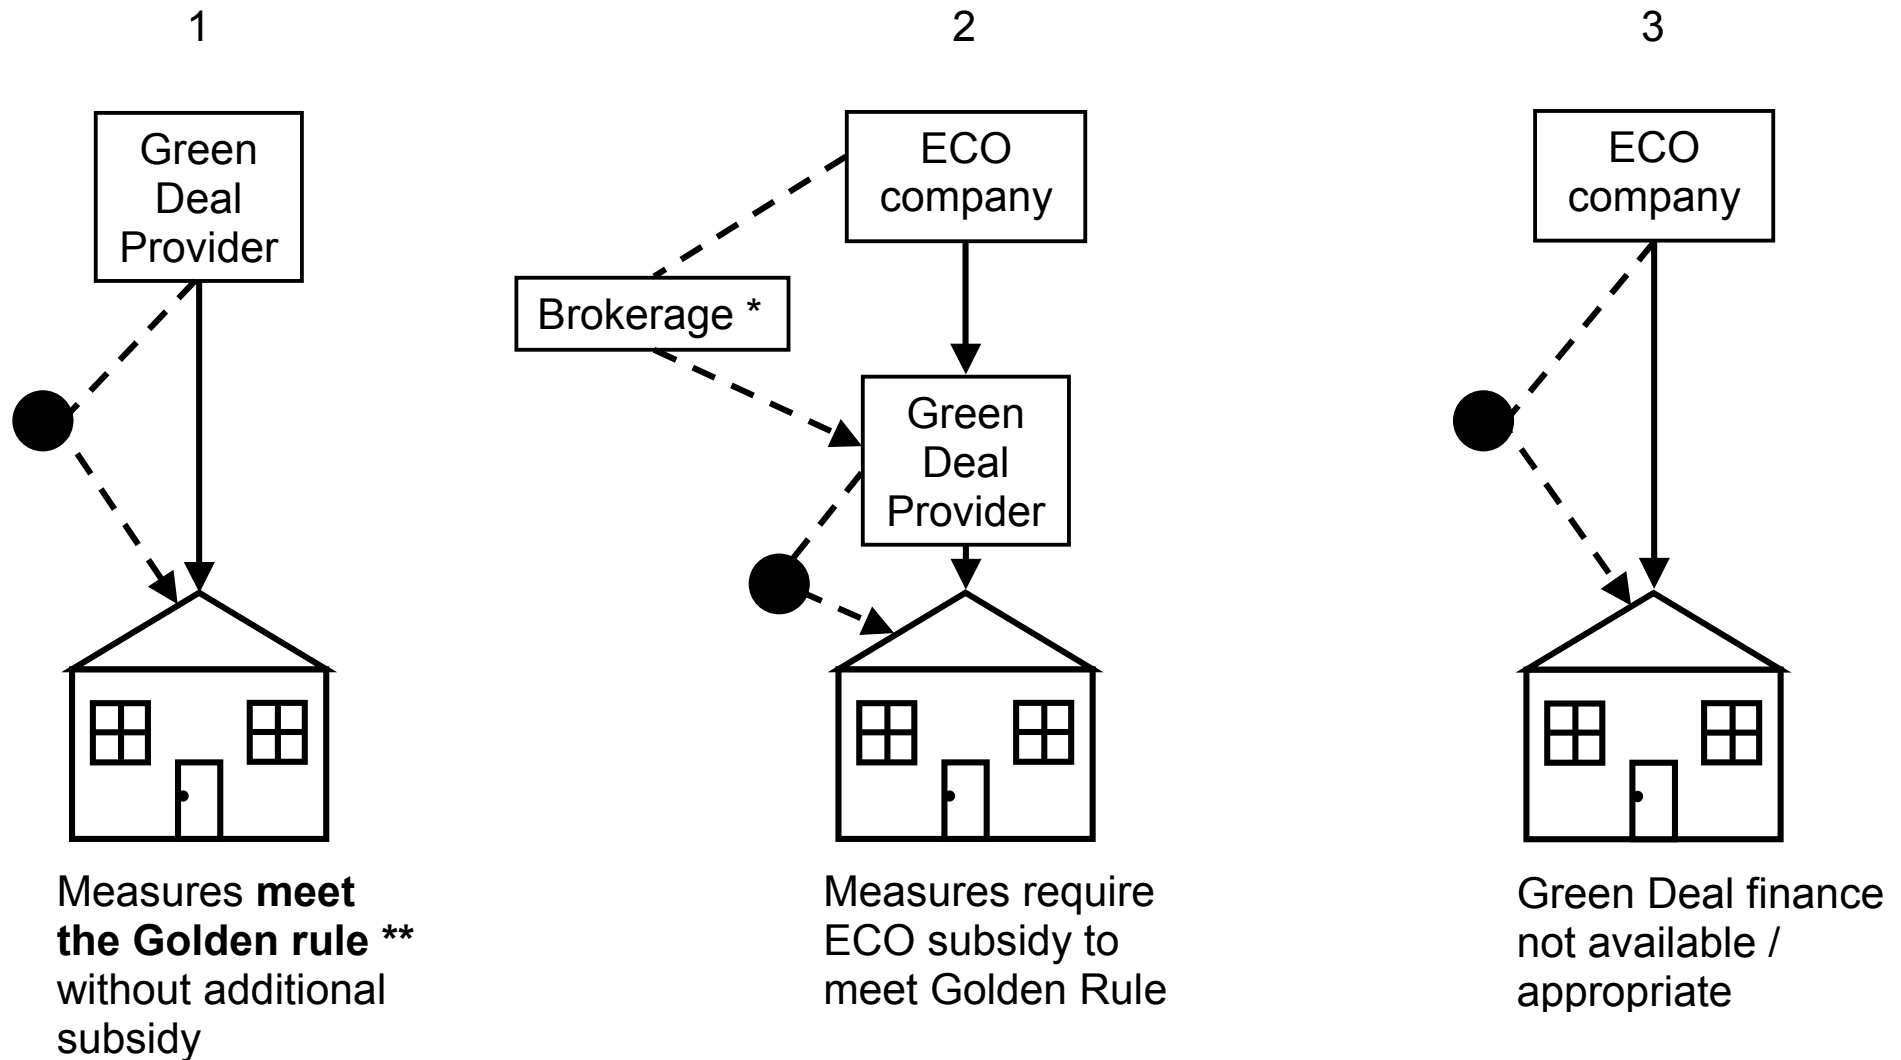 1
2
3
Green
Deal
Provider
ECO
company
Brokerage *
Green
Deal
Provider
ECO
company
Measures meet
the Golden rule **
without additional
subsidy
Measures require
ECO subsidy to
meet Golden Rule
Green Deal finance
not available /
appropriate